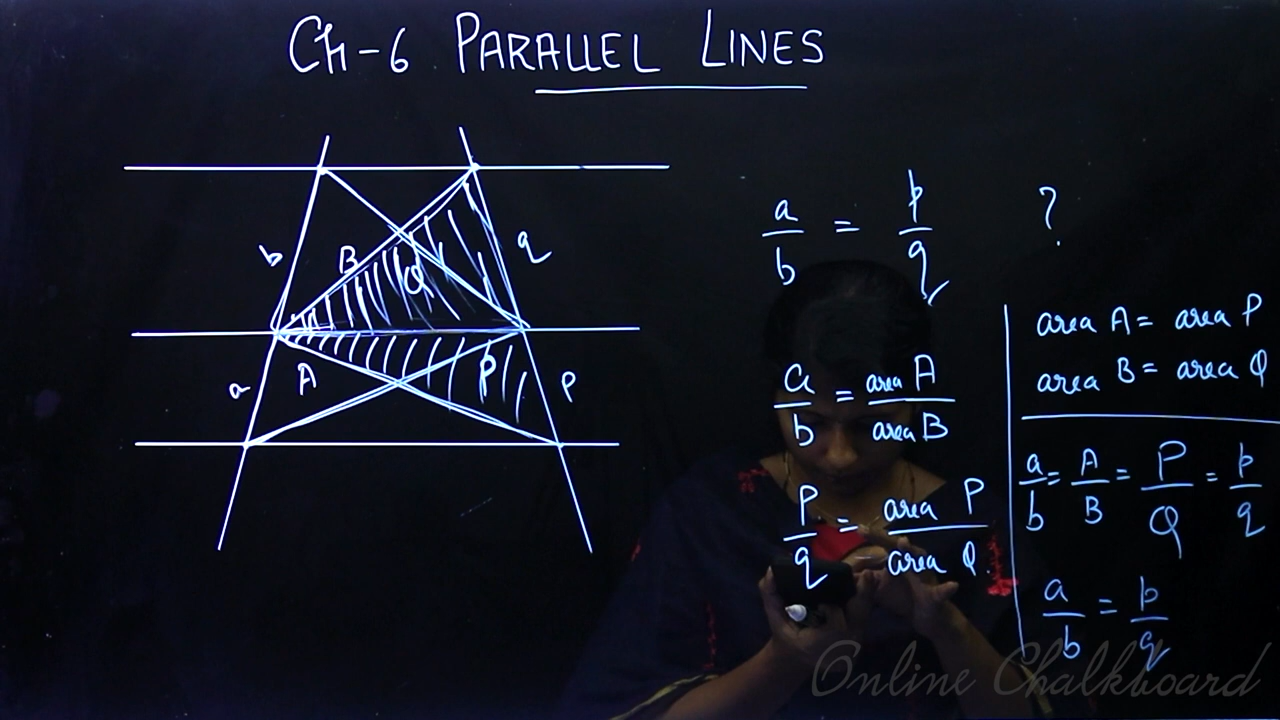 Ch-6 PARALLEL LINES
b B Q q
a A P P
a/b = p/q ?
a/b = area A/area B
P/q = area P/area Q
area A = area P
area B = area Q
a/b = A/B = P/Q = p/q
a/b = p/q
Online Chalkboard